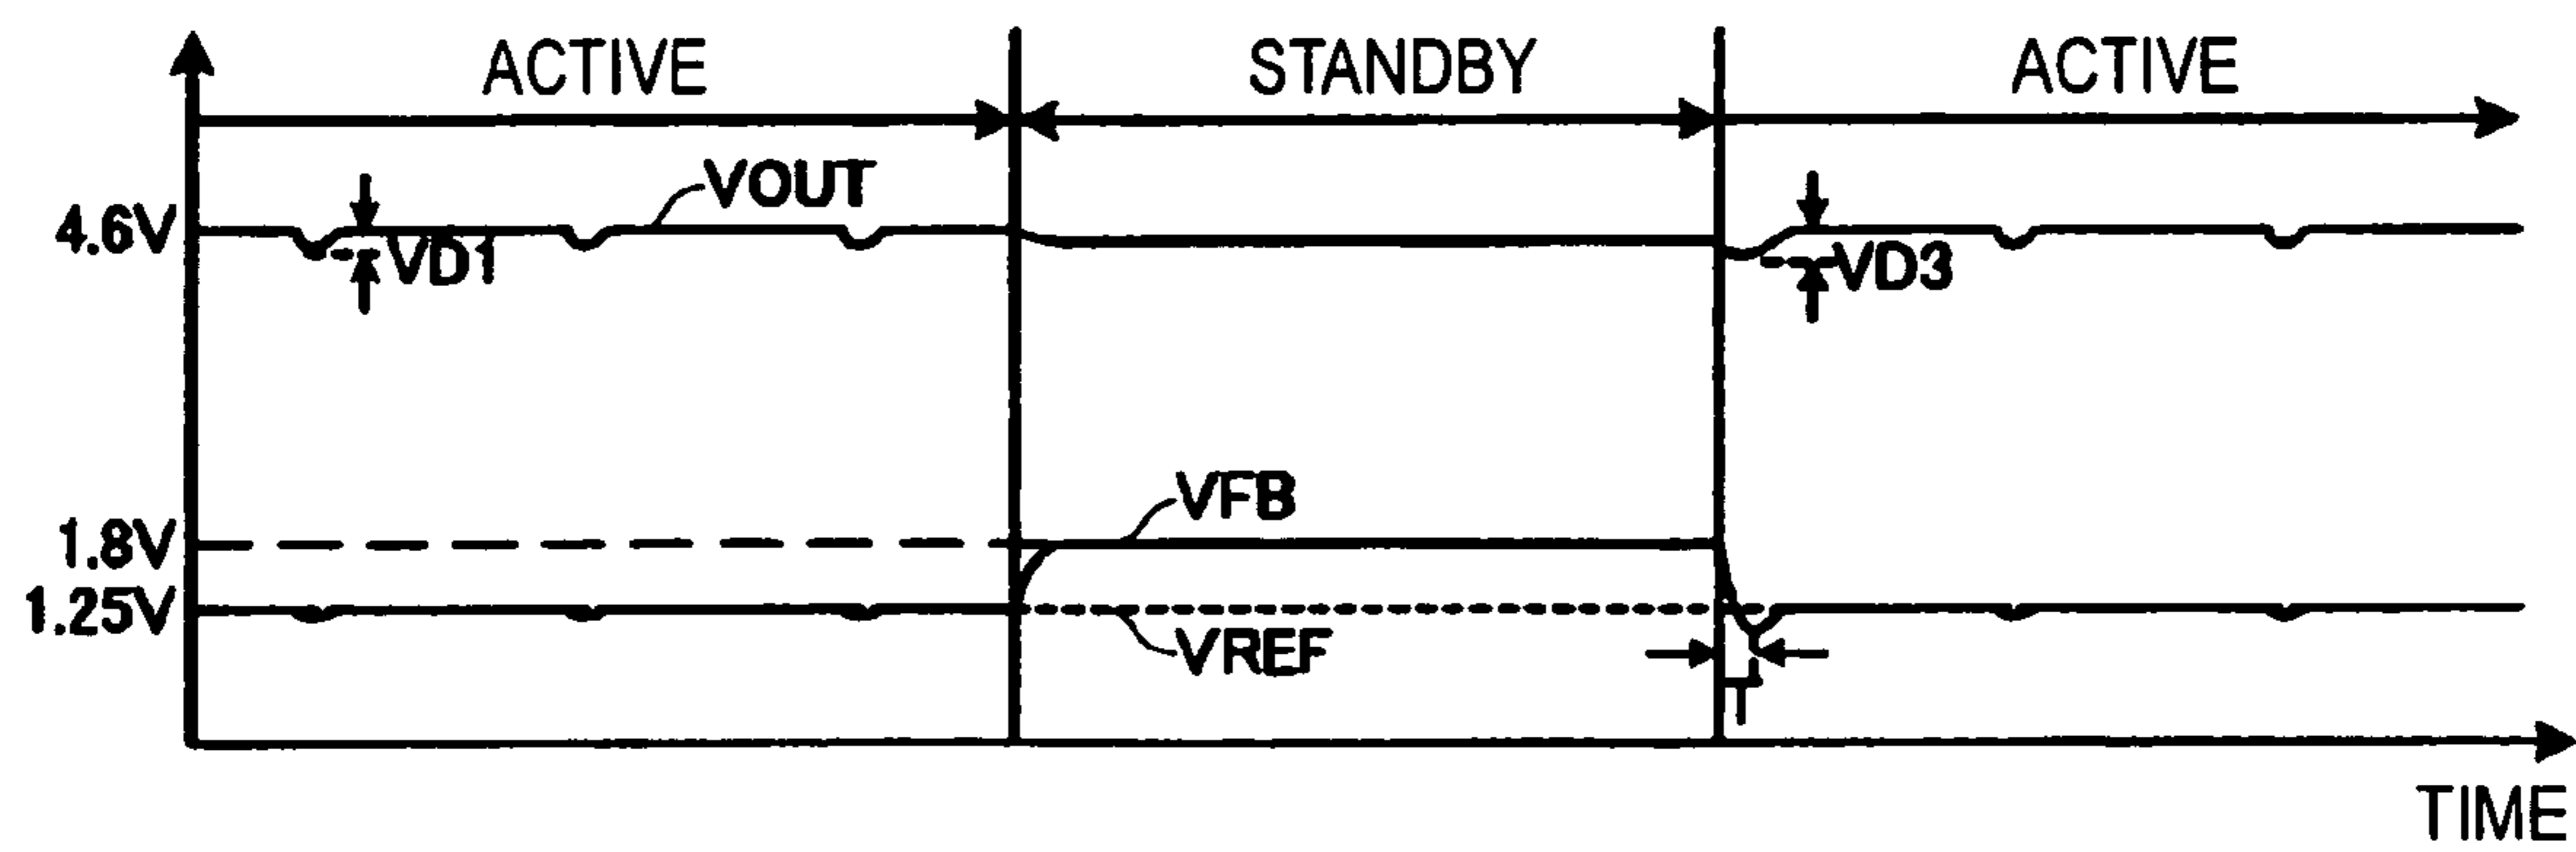 ACTIVE
STANDBY
ACTIVE
VOUT
4.6V
VD1
VD3
VFB
1.8V
1.25V
VREF
T
TIME